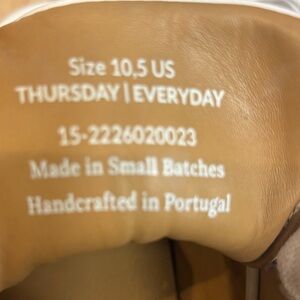 Size 10,5 US
THURSDAY | EVERYDAY
15-2226020023
Made in Small Batches
Handcrafted in Portugal